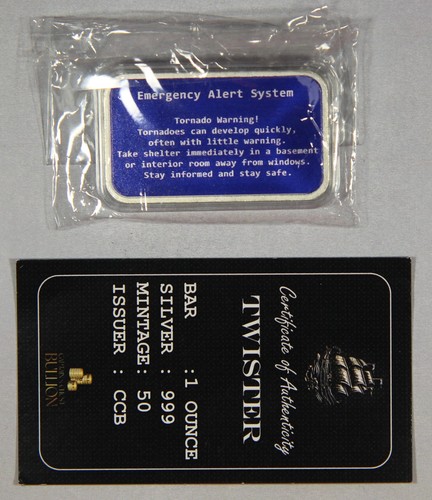 Emergency Alert System
Tornado Warning!
Tornadoes can develop quickly,
often with little warning.
Take shelter immediately in a basement
or interior room away from windows.
Stay informed and stay safe.
Certificate of Authenticity
TWISTER
BAR :1 OUNCE
SILVER : 999
MINTAGE: 50
ISSUER : CCB
BULLION